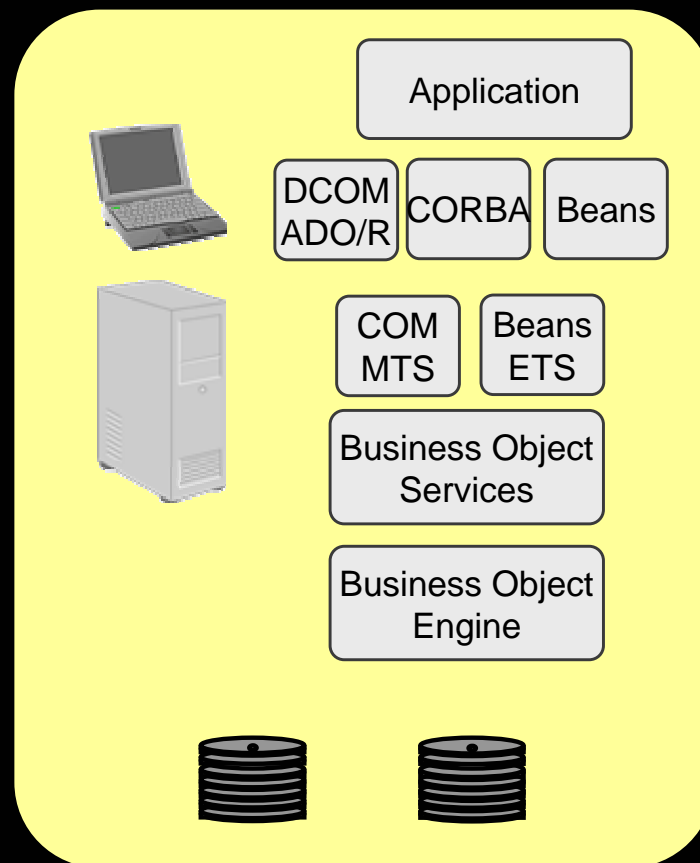 Application
DCOM
ADO/R
CORBA
Beans
COM
MTS
Beans
ETS
Business Object
Services
Business Object
Engine